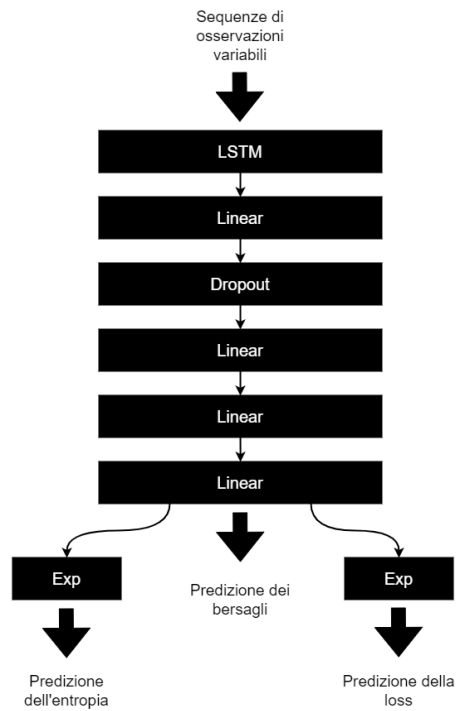 Sequenze di
osservazioni
variabili
LSTM
Linear
Dropout
Linear
Linear
Linear
Exp
Exp
Predizione dei
bersagli
Predizione
dell'entropia
Predizione della
loss